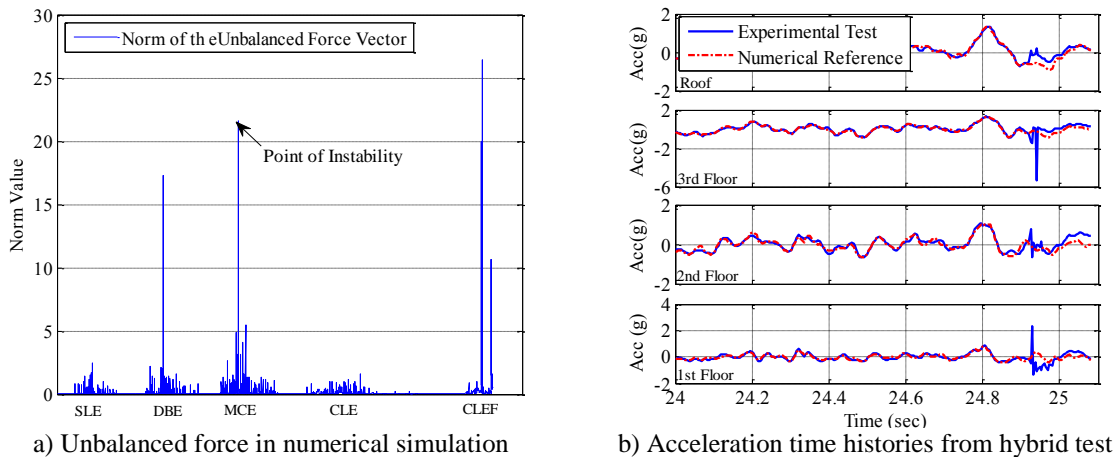 30
25
20
15
10
5
0
Norm Value
Norm of th eUnbalanced Force Vector
Point of Instability
SLE DBE MCE CLE CLEF
a) Unbalanced force in numerical simulation
2
0
-2
Acc(g)
Experimental Test
Numerical Reference
Roof
2
-2
-6
Acc(g)
3rd Floor
2
0
-2
Acc(g)
2nd Floor
4
2
0
-2
Acc (g)
1st Floor
24 24.2 24.4 24.6 24.8 25
Time (sec)
b) Acceleration time histories from hybrid test